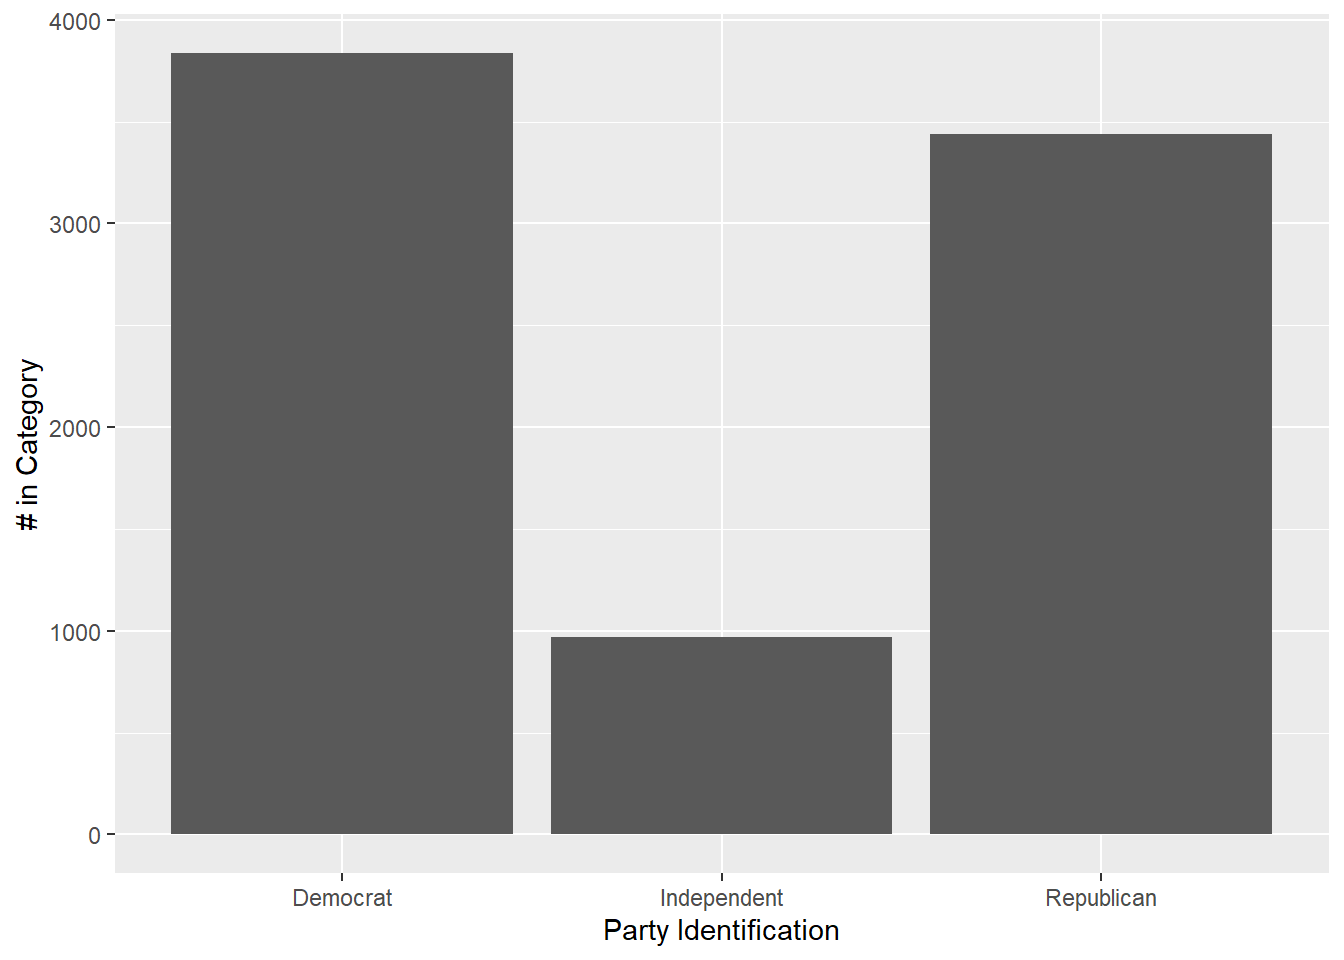 4000
3000
2000
1000
0
# in Category
Democrat
Independent
Republican
Party Identification